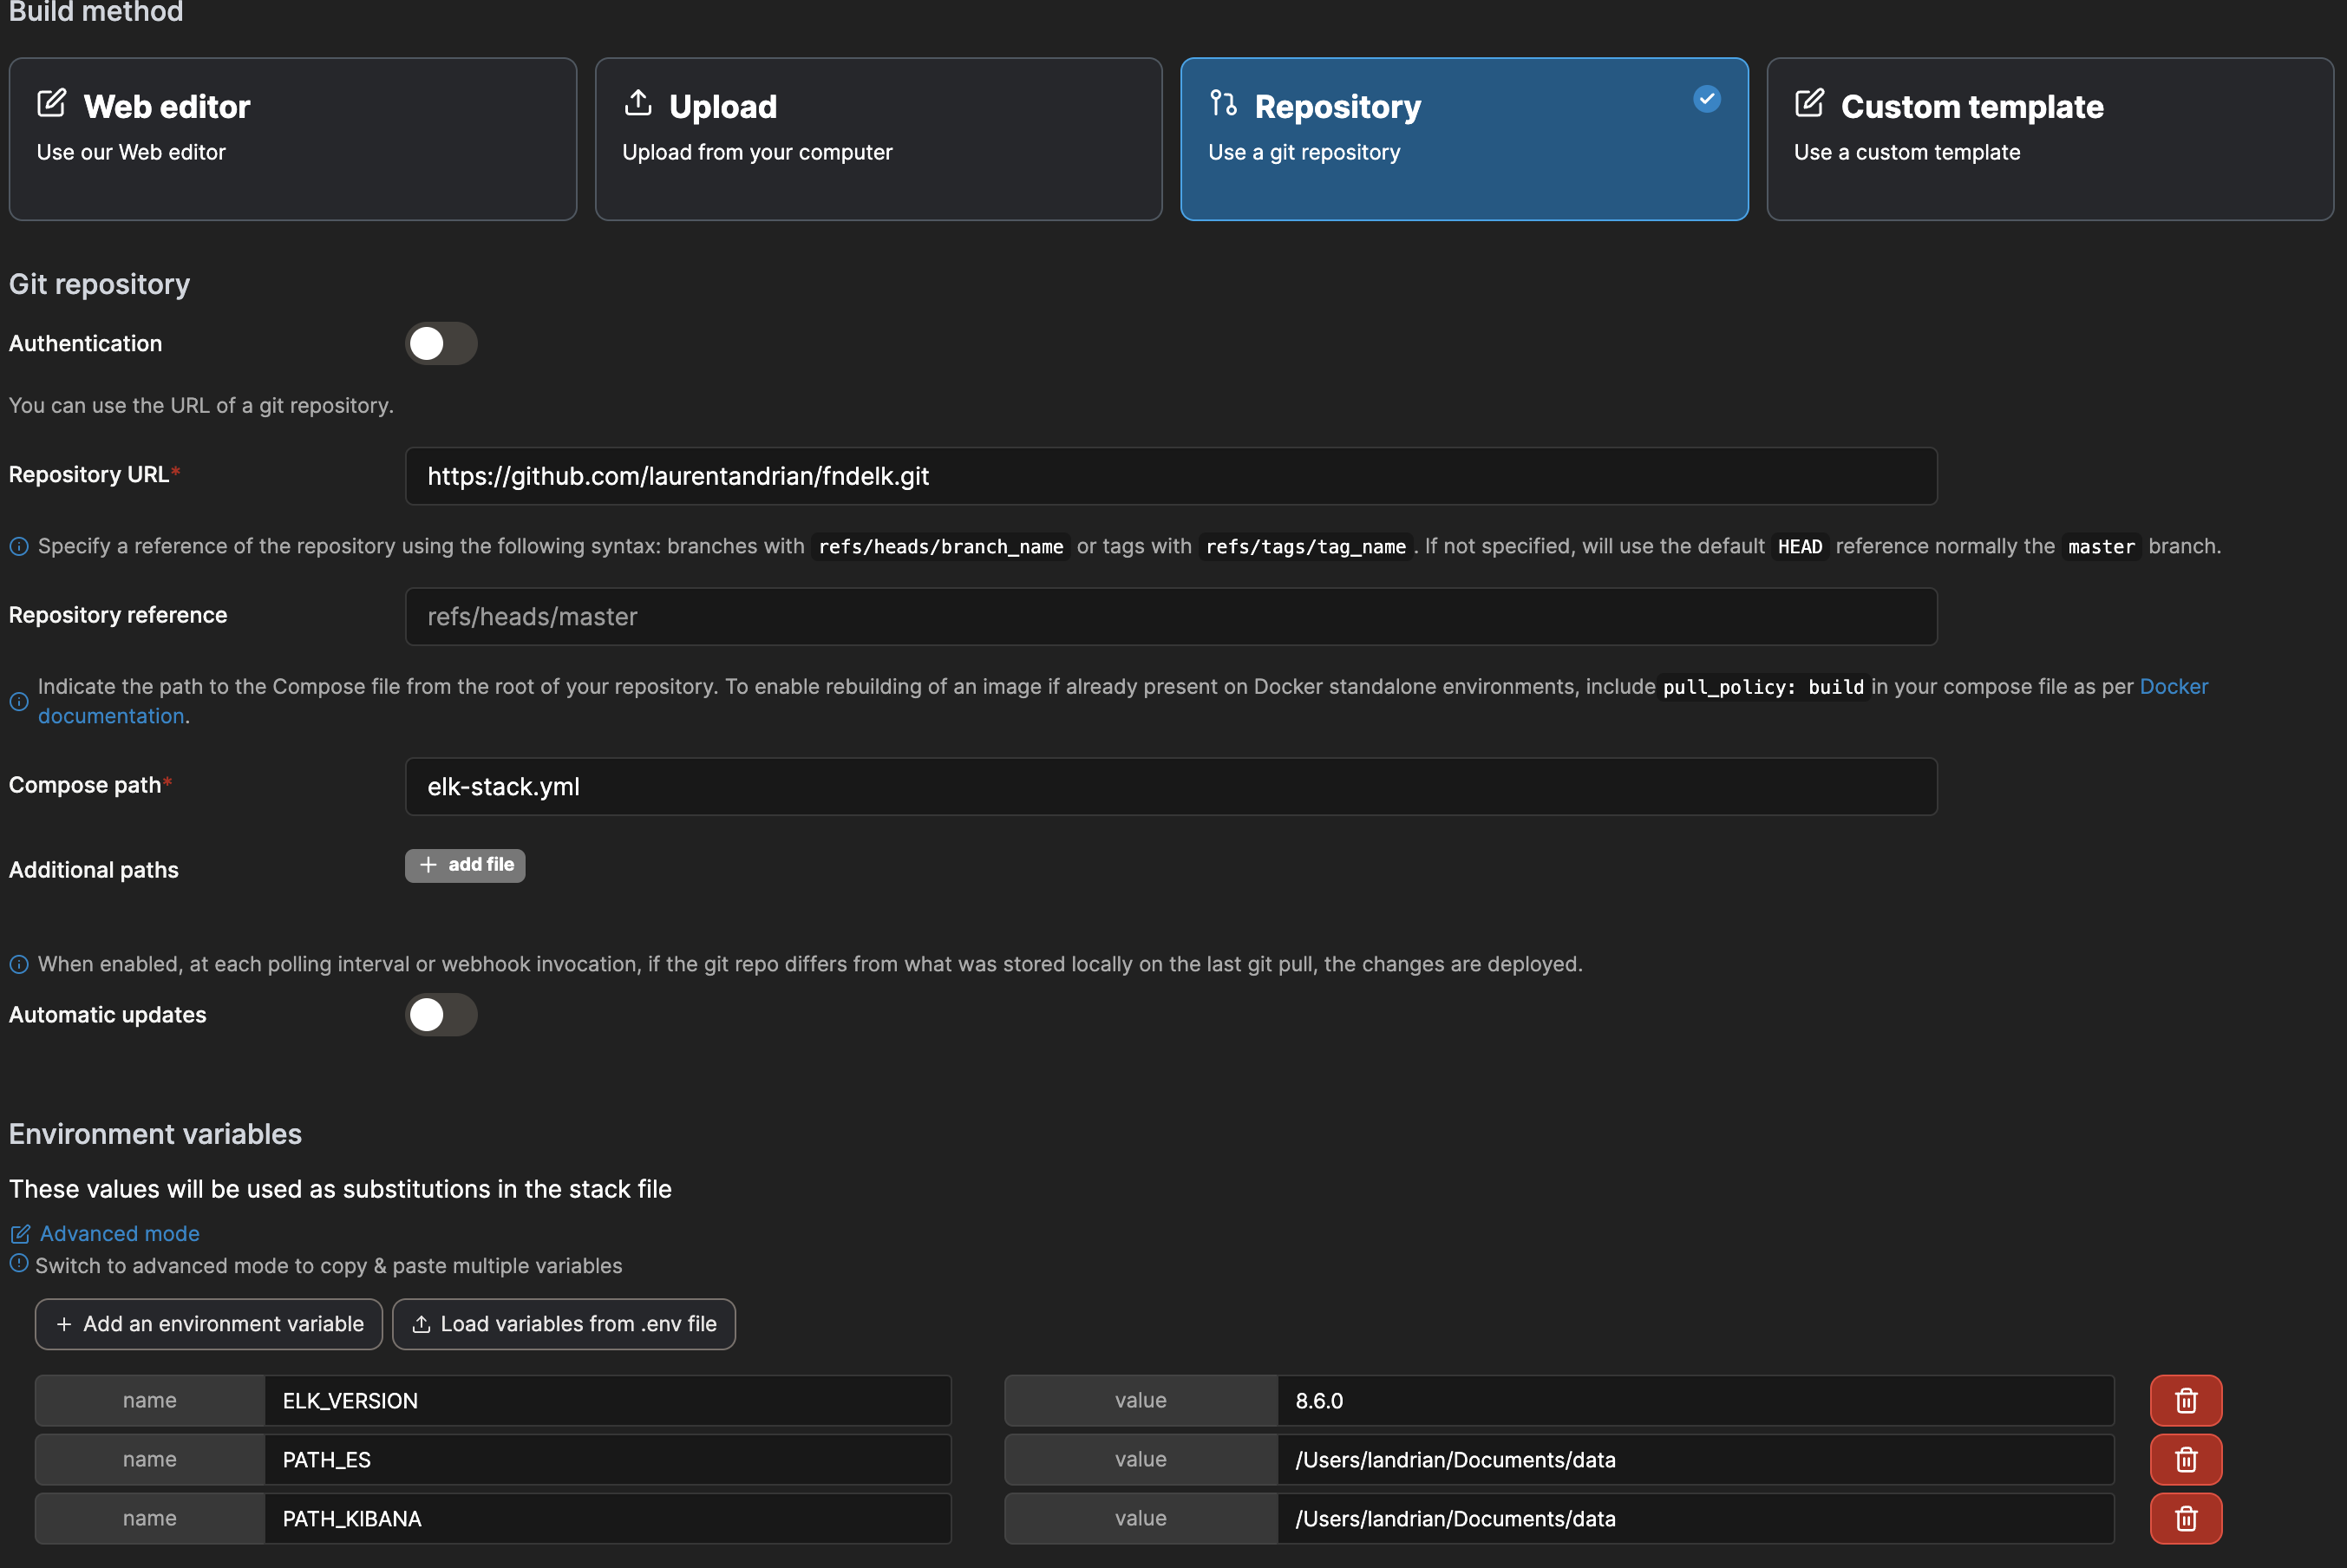 Build method
Web editor
Use our Web editor
Upload
Upload from your computer
Repository
Use a git repository
Custom template
Use a custom template
Git repository
Authentication
You can use the URL of a git repository.
Repository URL*
https://github.com/laurentandrian/fndelk.git
Specify a reference of the repository using the following syntax: branches with refs/heads/branch_name or tags with refs/tags/tag_name. If not specified, will use the default HEAD reference normally the master branch.
Repository reference
refs/heads/master
Indicate the path to the Compose file from the root of your repository. To enable rebuilding of an image if already present on Docker standalone environments, include pull_policy: build in your compose file as per Docker
documentation.
Compose path*
elk-stack.yml
Additional paths
+ add file
When enabled, at each polling interval or webhook invocation, if the git repo differs from what was stored locally on the last git pull, the changes are deployed.
Automatic updates
Environment variables
These values will be used as substitutions in the stack file
Advanced mode
Switch to advanced mode to copy & paste multiple variables
+ Add an environment variable
Load variables from .env file
name ELK_VERSION value 8.6.0
name PATH_ES value /Users/landrian/Documents/data
name PATH_KIBANA value /Users/landrian/Documents/data